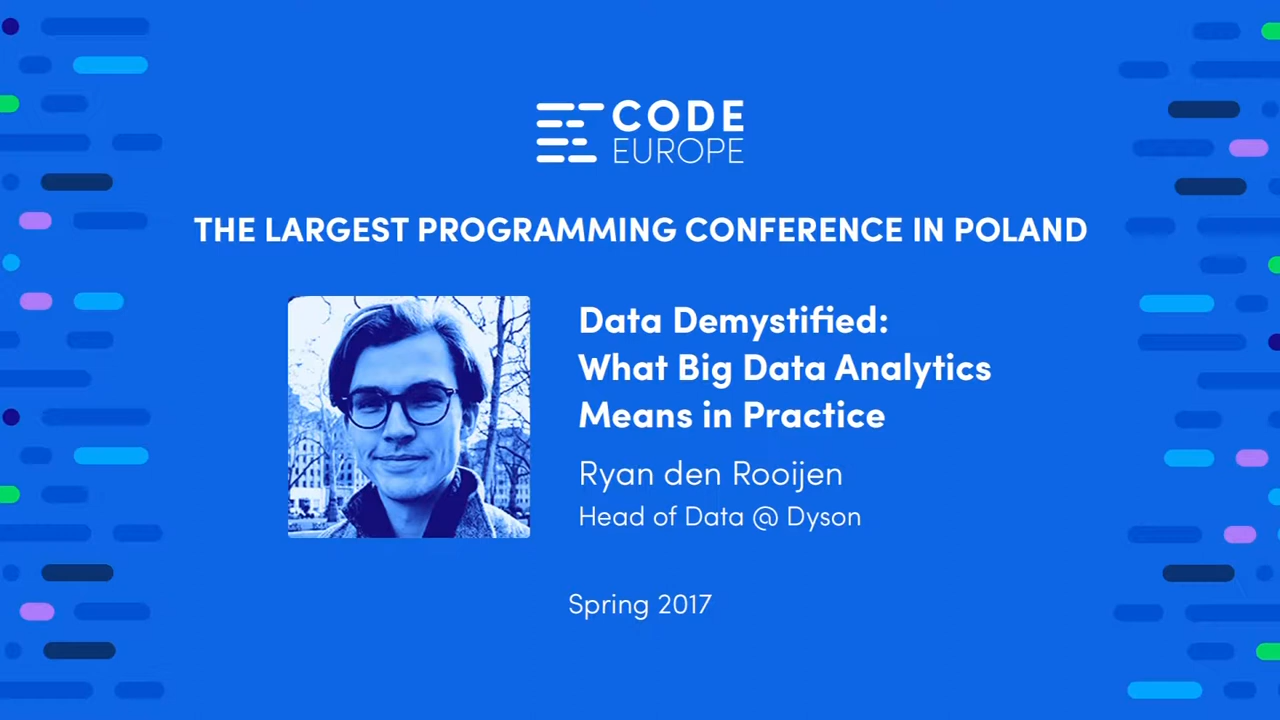 CODE
EUROPE
THE LARGEST PROGRAMMING CONFERENCE IN POLAND
Data Demystified:
What Big Data Analytics
Means in Practice
Ryan den Rooijen
Head of Data @ Dyson
Spring 2017